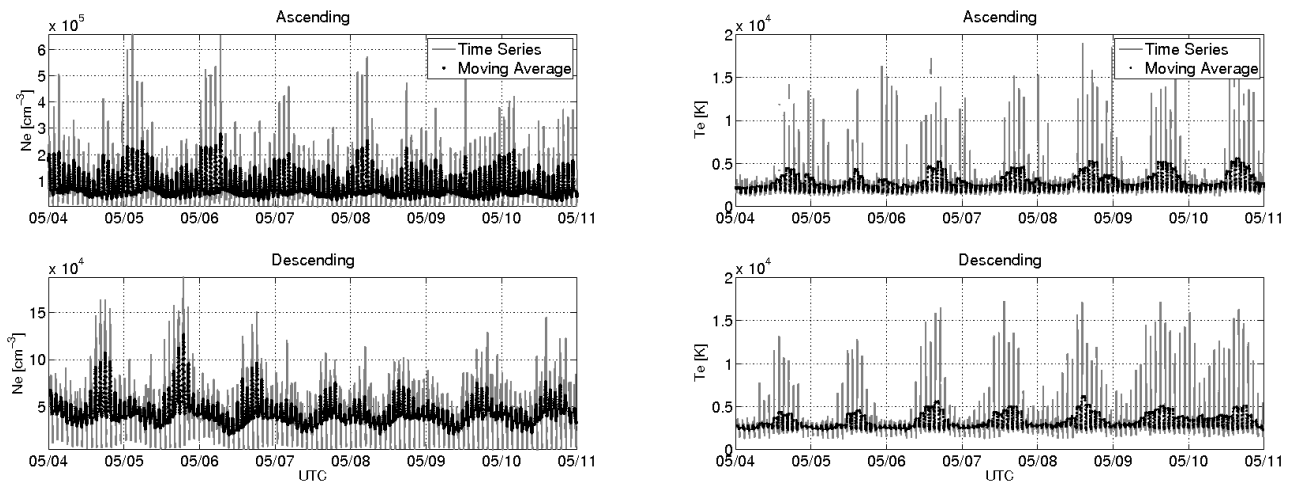 Ascending
x 10^5
6
5
4
3
2
1
Ne [cm^-3]
Time Series
Moving Average
05/04 05/05 05/06 05/07 05/08 05/09 05/10 05/11
Ascending
x 10^4
2
1.5
1
0.5
0
Te [K]
Time Series
Moving Average
05/04 05/05 05/06 05/07 05/08 05/09 05/10 05/11
Descending
x 10^4
15
10
5
Ne [cm^-3]
05/04 05/05 05/06 05/07 05/08 05/09 05/10 05/11
UTC
Descending
x 10^4
2
1.5
1
0.5
0
Te [K]
05/04 05/05 05/06 05/07 05/08 05/09 05/10 05/11
UTC